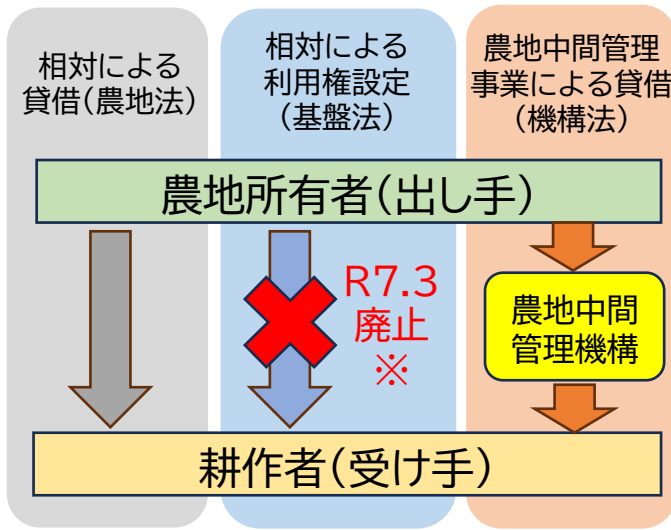 相対による
貸借(農地法)
相対による
利用権設定
(基盤法)
農地中間管理
事業による貸借
(機構法)
農地所有者(出し手)
R7.3
廃止
※
農地中間
管理機構
耕作者(受け手)